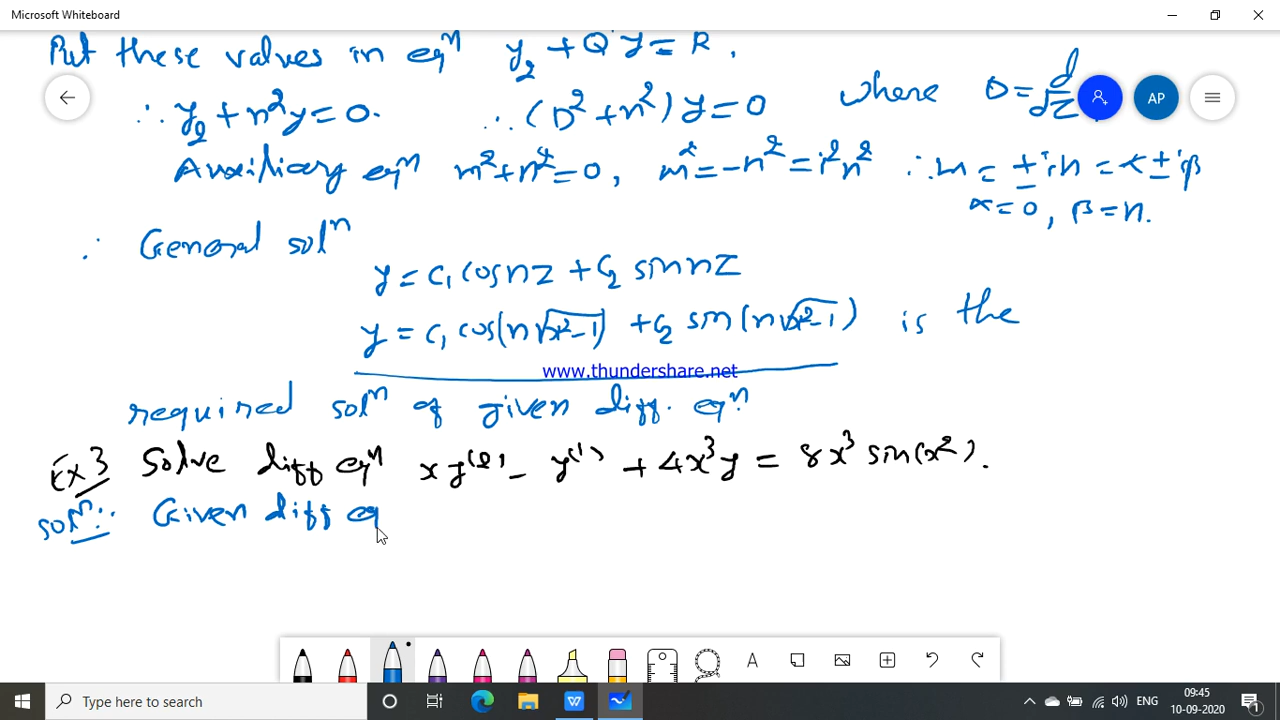 Microsoft Whiteboard
Put these values in eqⁿ y₂ + Qy = R.
∴ y₂ + n²y = 0. ∴ (D² + n²) y = 0 where D = d/dz
AP
Auxiliary eqⁿ m² + n² = 0, m² = -n² = i²n² ∴ m = ± in = α ± iβ
α = 0, β = n.
∴ General solⁿ
y = c₁ cos nz + c₂ sin nz
y = c₁ cos(n√x²-1) + c₂ sin(n√x²-1) is the
www.thundershare.net
required solⁿ of given diff. eqⁿ.
Ex 3 Solve diff eqⁿ x y⁽²⁾ - y⁽¹⁾ + 4x³y = 8x³ sin(x²).
solⁿ: Given diff eq
A
Type here to search
W
ENG
09:45
10-09-2020
1